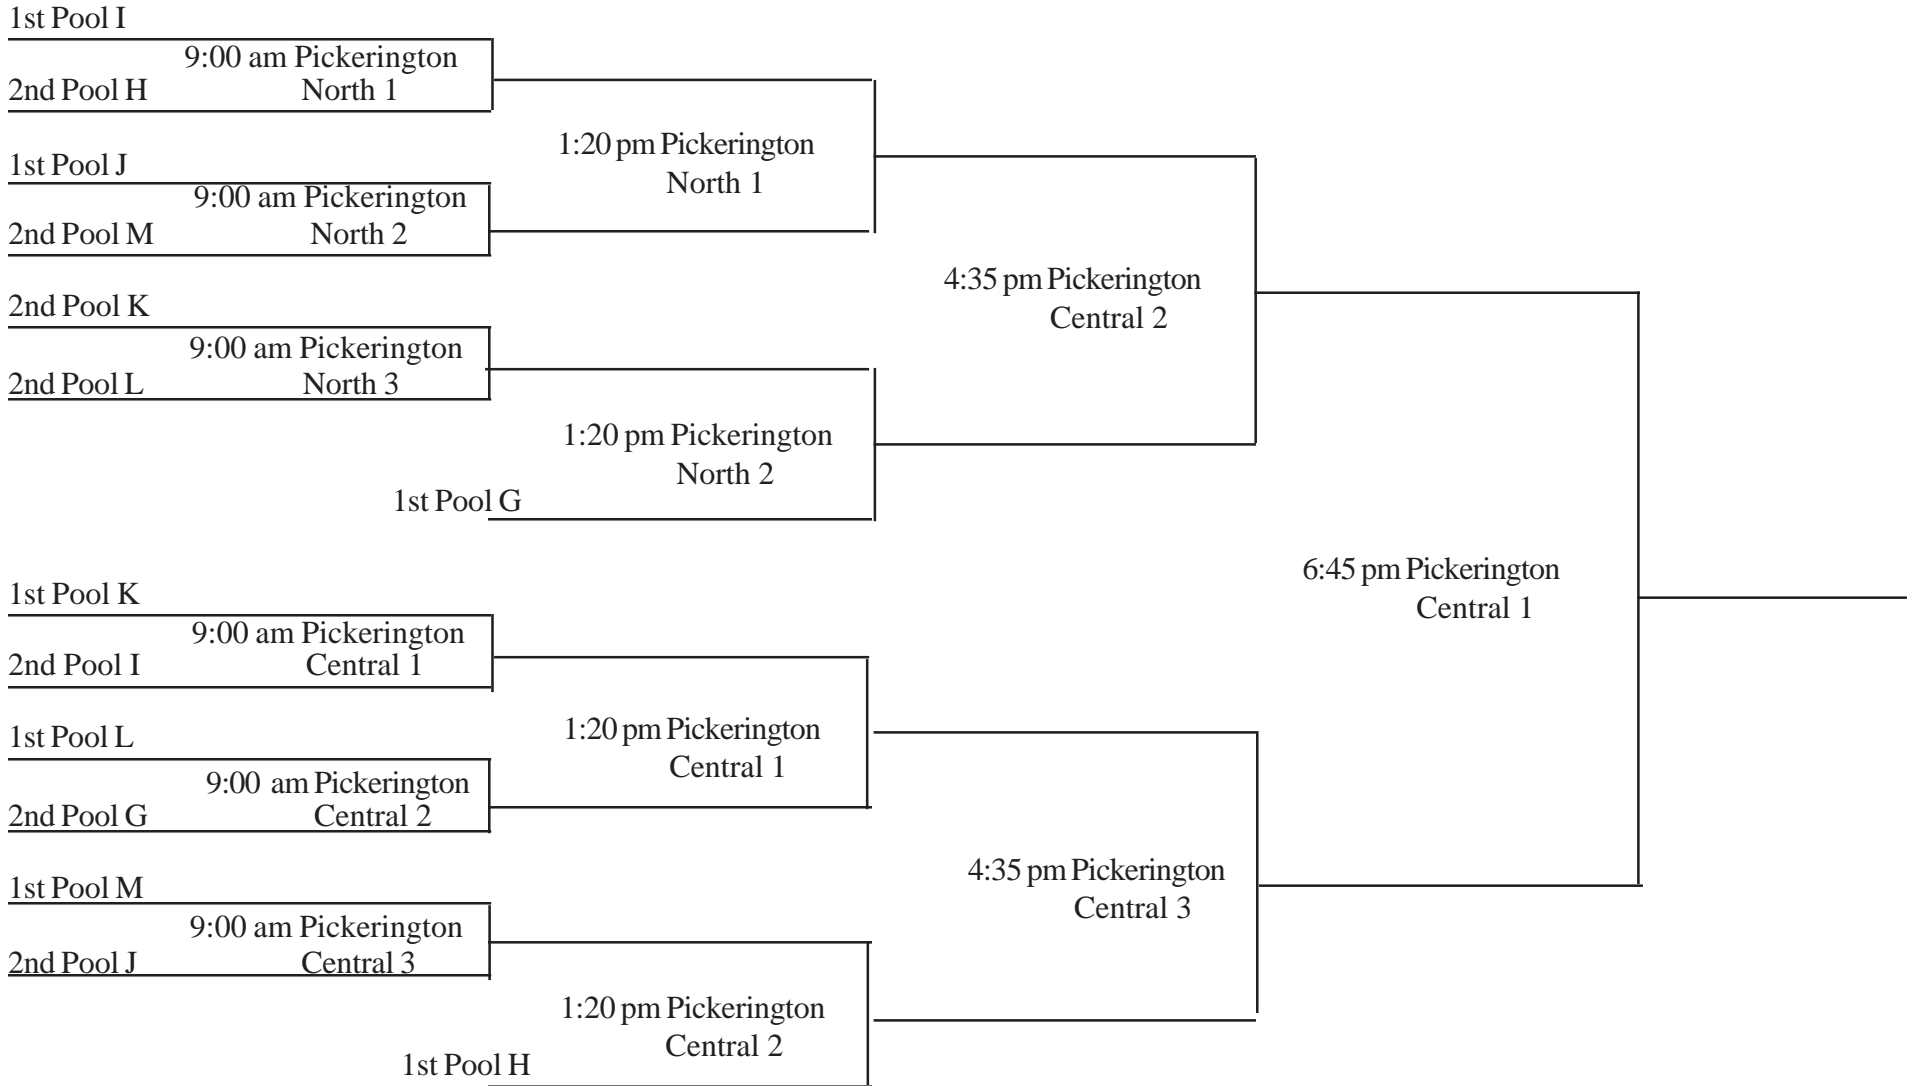 1st Pool I
9:00 am Pickerington
North 1
2nd Pool H
1st Pool J
9:00 am Pickerington
North 2
2nd Pool M
1:20 pm Pickerington
North 1
2nd Pool K
9:00 am Pickerington
North 3
2nd Pool L
1:20 pm Pickerington
North 2
1st Pool G
4:35 pm Pickerington
Central 2
1st Pool K
9:00 am Pickerington
Central 1
2nd Pool I
1st Pool L
9:00 am Pickerington
Central 2
2nd Pool G
1:20 pm Pickerington
Central 1
1st Pool M
9:00 am Pickerington
Central 3
2nd Pool J
1:20 pm Pickerington
Central 2
1st Pool H
4:35 pm Pickerington
Central 3
6:45 pm Pickerington
Central 1